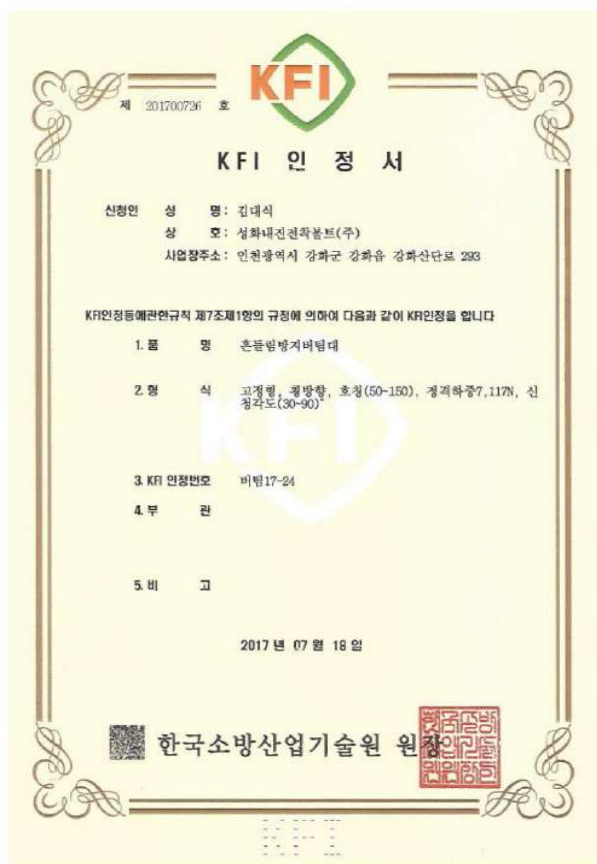 KFI
제 201700726 호
KFI 인 정 서
신청인 성 명 : 김대식
상 호 : 성화내진전착볼트(주)
사업장주소 : 인천광역시 강화군 강화읍 강화산단로 293
KFI인정등에관한규칙 제7조제1항의 규정에 의하여 다음과 같이 KFI인정을 합니다
1. 품 명 흔들림방지버팀대
2. 형 식 고정형, 횡방향, 호칭(50~150), 정격하중7,117N, 신
청각도(30~90)°
KFI
3. KFI 인정번호 버팀17-24
4. 부 관
5. 비 고
2017 년 07 월 18 일
한국소방산업기술원 원장
KFI